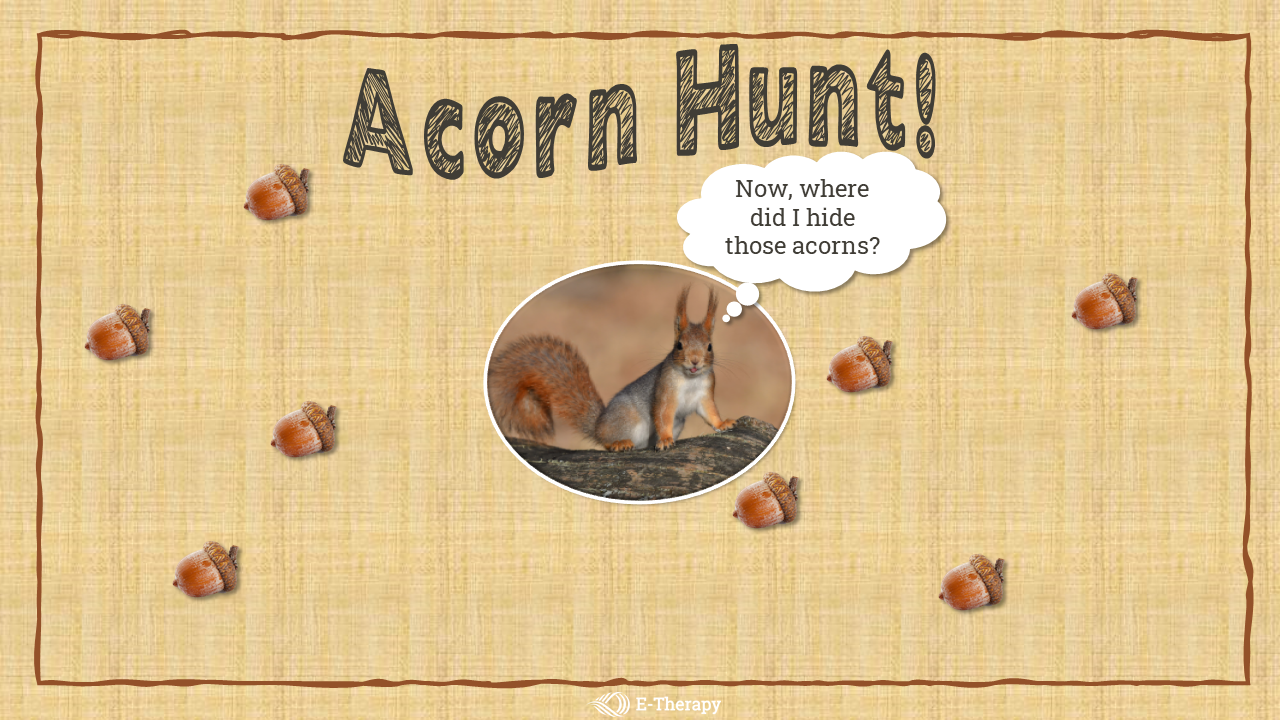 Acorn Hunt!
Now, where
did I hide
those acorns?
E-Therapy